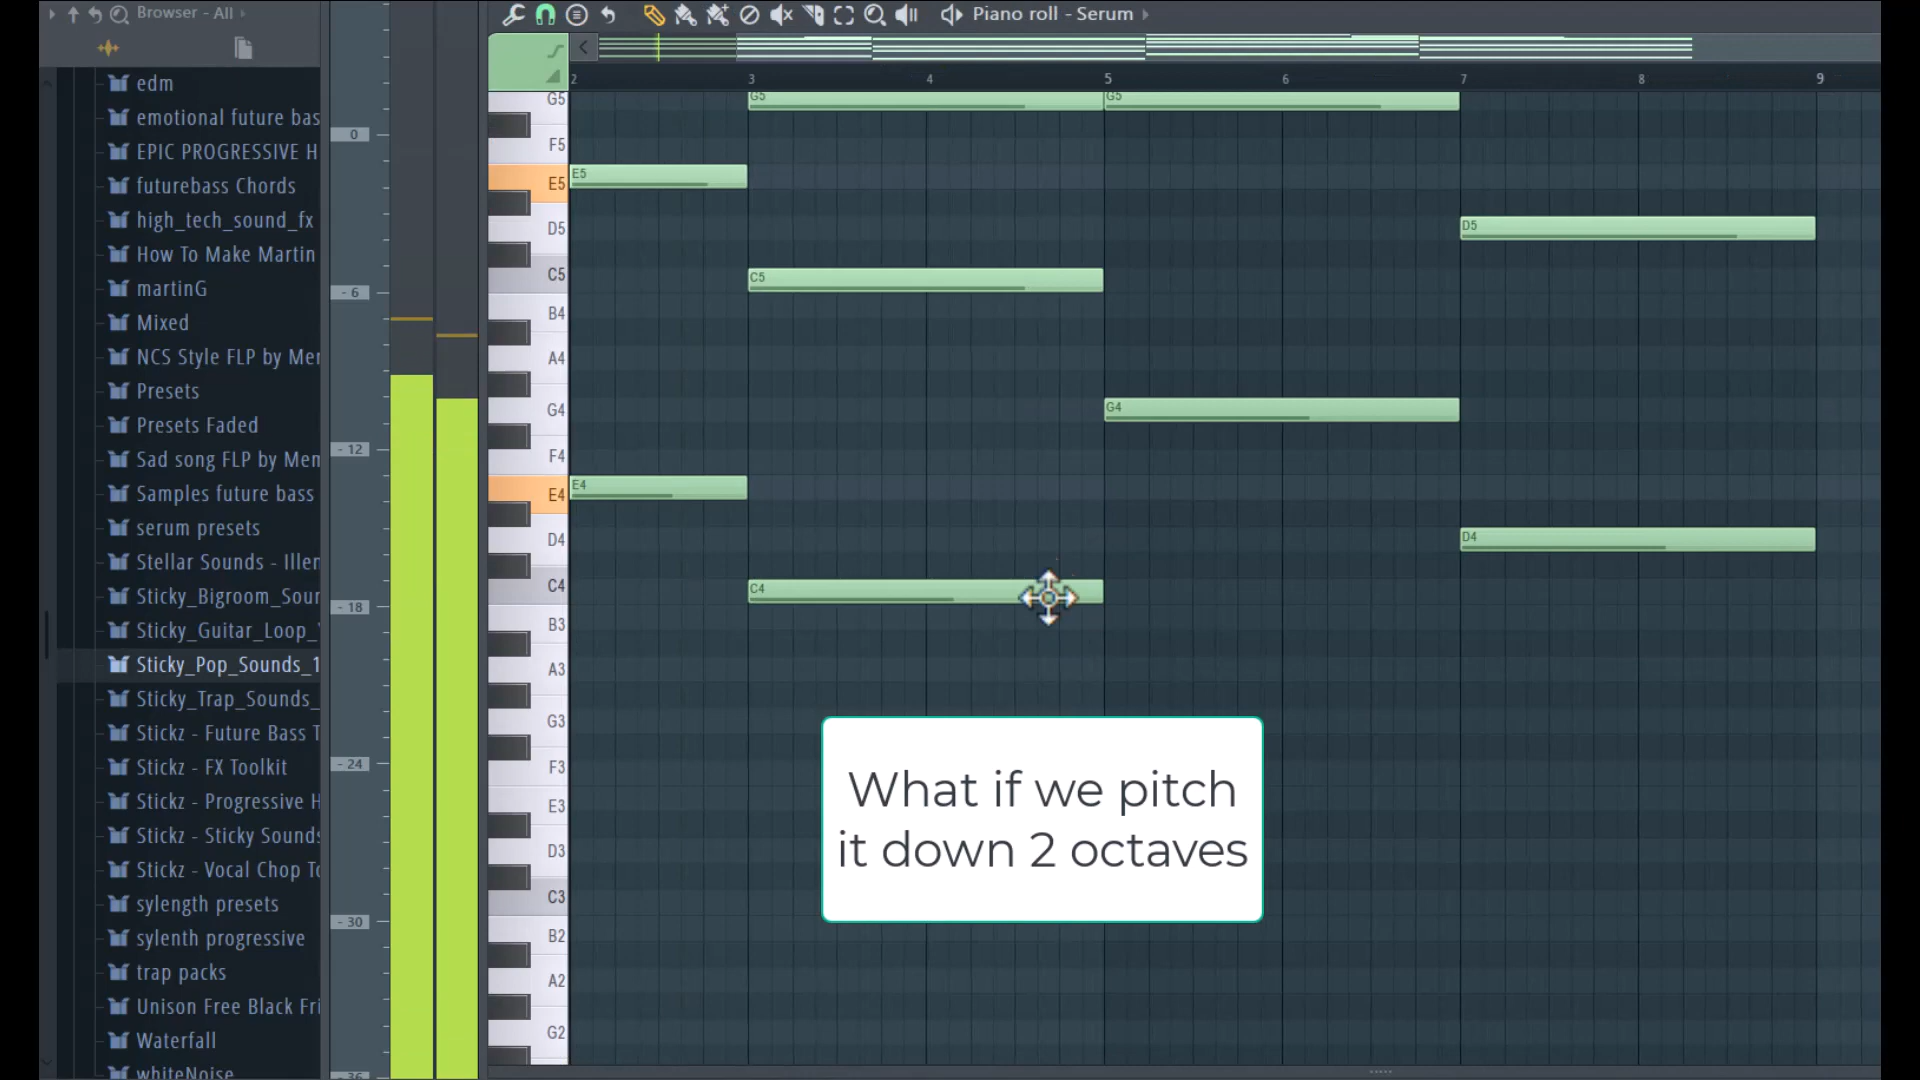 Browser - All
Piano roll - Serum
edm
emotional future bas
EPIC PROGRESSIVE H
futurebass Chords
high_tech_sound_fx
How To Make Martin
martinG
Mixed
NCS Style FLP by Mer
Presets
Presets Faded
Sad song FLP by Mem
Samples future bass
serum presets
Stellar Sounds - Illen
Sticky_Bigroom_Sour
Sticky_Guitar_Loop_
Sticky_Pop_Sounds_1
Sticky_Trap_Sounds_
Stickz - Future Bass T
Stickz - FX Toolkit
Stickz - Progressive H
Stickz - Sticky Sounds
Stickz - Vocal Chop To
sylength presets
sylenth progressive
trap packs
Unison Free Black Fri
Waterfall
whiteNoise
0
- 6
- 12
- 18
- 24
- 30
- 36
2 3 4 5 6 7 8 9
G5
F5
E5
D5
C5
B4
A4
G4
F4
E4
D4
C4
B3
A3
G3
F3
E3
D3
C3
B2
A2
G2
G5 G5
E5
D5
C5
G4
E4
D4
C4
What if we pitch
it down 2 octaves